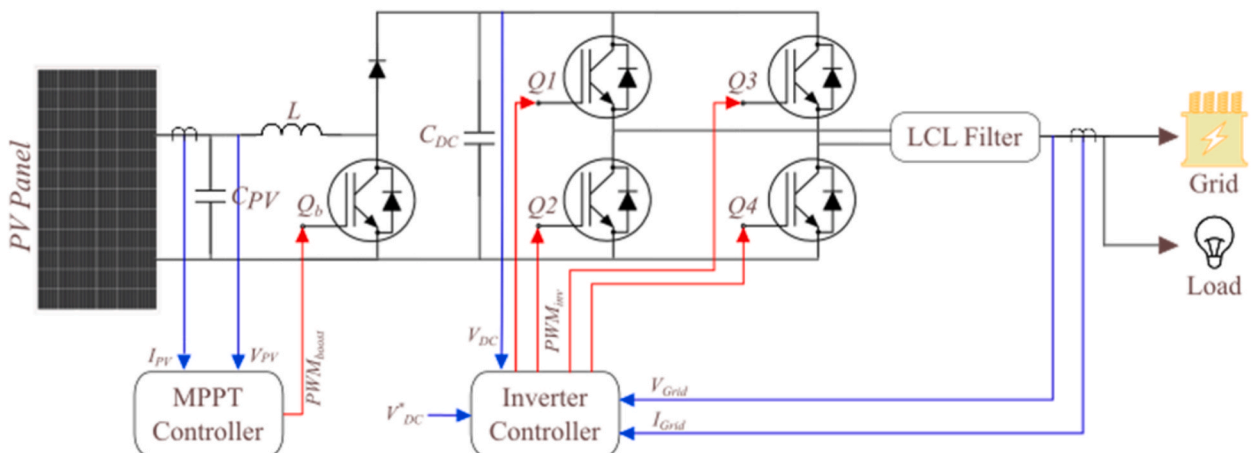 PV Panel
L
C_PV
Q_b
C_DC
Q1
Q2
Q3
Q4
LCL Filter
Grid
Load
I_PV
V_PV
PWM_boost
V_DC
PWM_inv
MPPT
Controller
V*_DC
Inverter
Controller
V_Grid
I_Grid